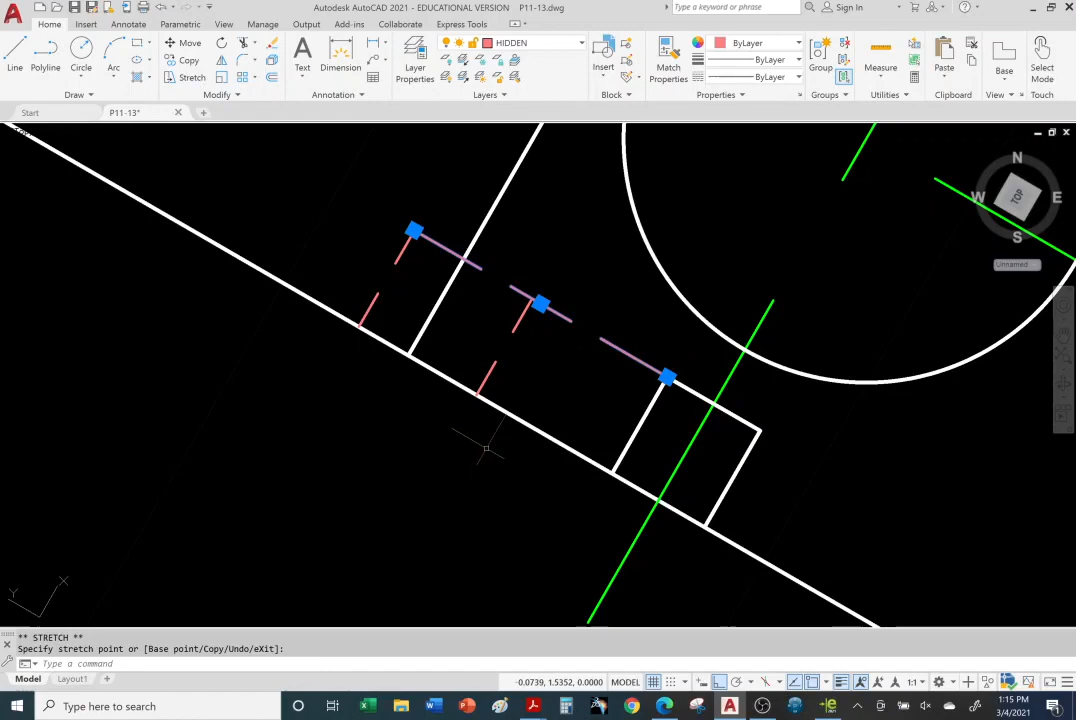 Autodesk AutoCAD 2021 - EDUCATIONAL VERSION P11-13.dwg
Type a keyword or phrase
Sign In
Home Insert Annotate Parametric View Manage Output Add-ins Collaborate Express Tools
Line Polyline Circle Arc
Move
Copy
Stretch
Text Dimension
Layer
Properties
HIDDEN
Insert
Match
Properties
ByLayer
ByLayer
ByLayer
Group
Measure
Paste
Base
Select
Mode
Draw Modify Annotation Layers Block Properties Groups Utilities Clipboard View Touch
Start P11-13*
N
W TOP E
S
Unnamed
X
Y
** STRETCH **
Specify stretch point or [Base point/Copy/Undo/eXit]:
Type a command
Model Layout1
-0.0739, 1.5352, 0.0000 MODEL 1:1
Type here to search
1:15 PM
3/4/2021